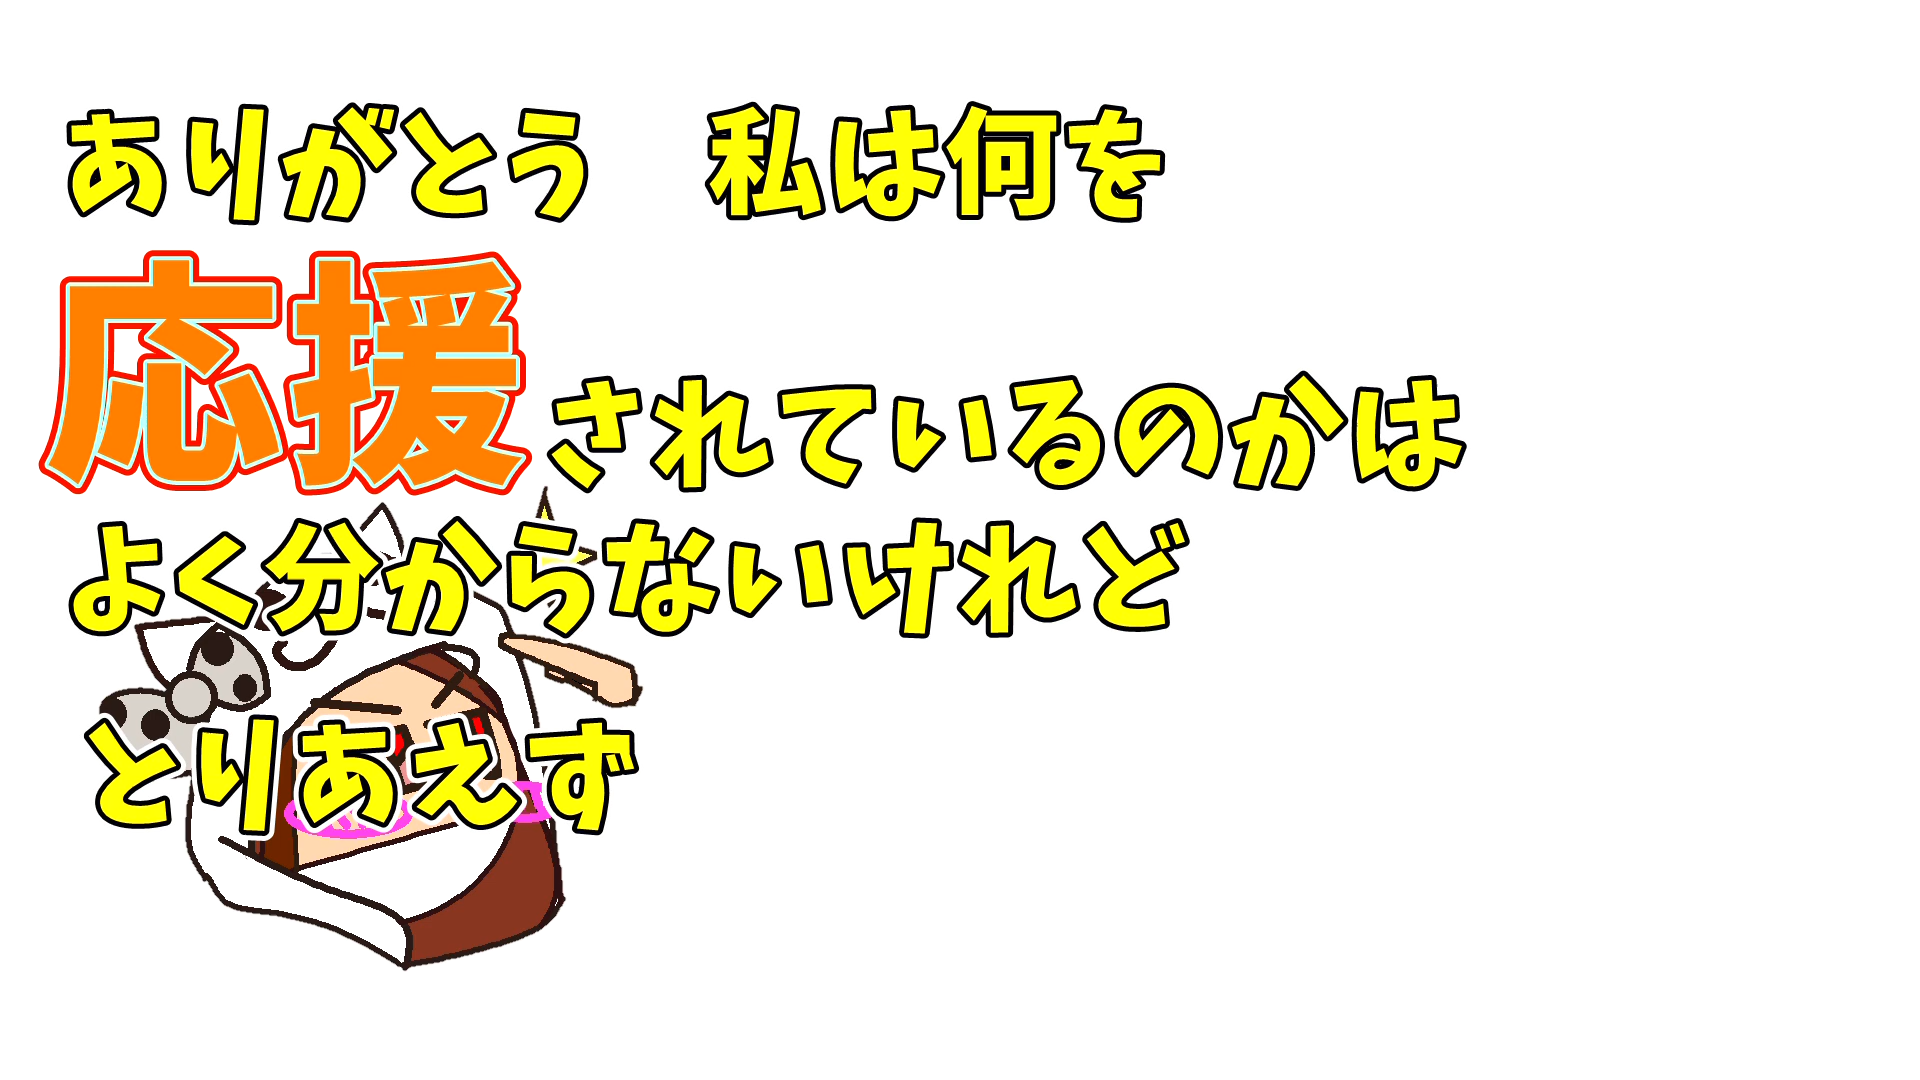 ありがとう　私は何を
応援されているのかは
よく分からないけれど
とりあえず